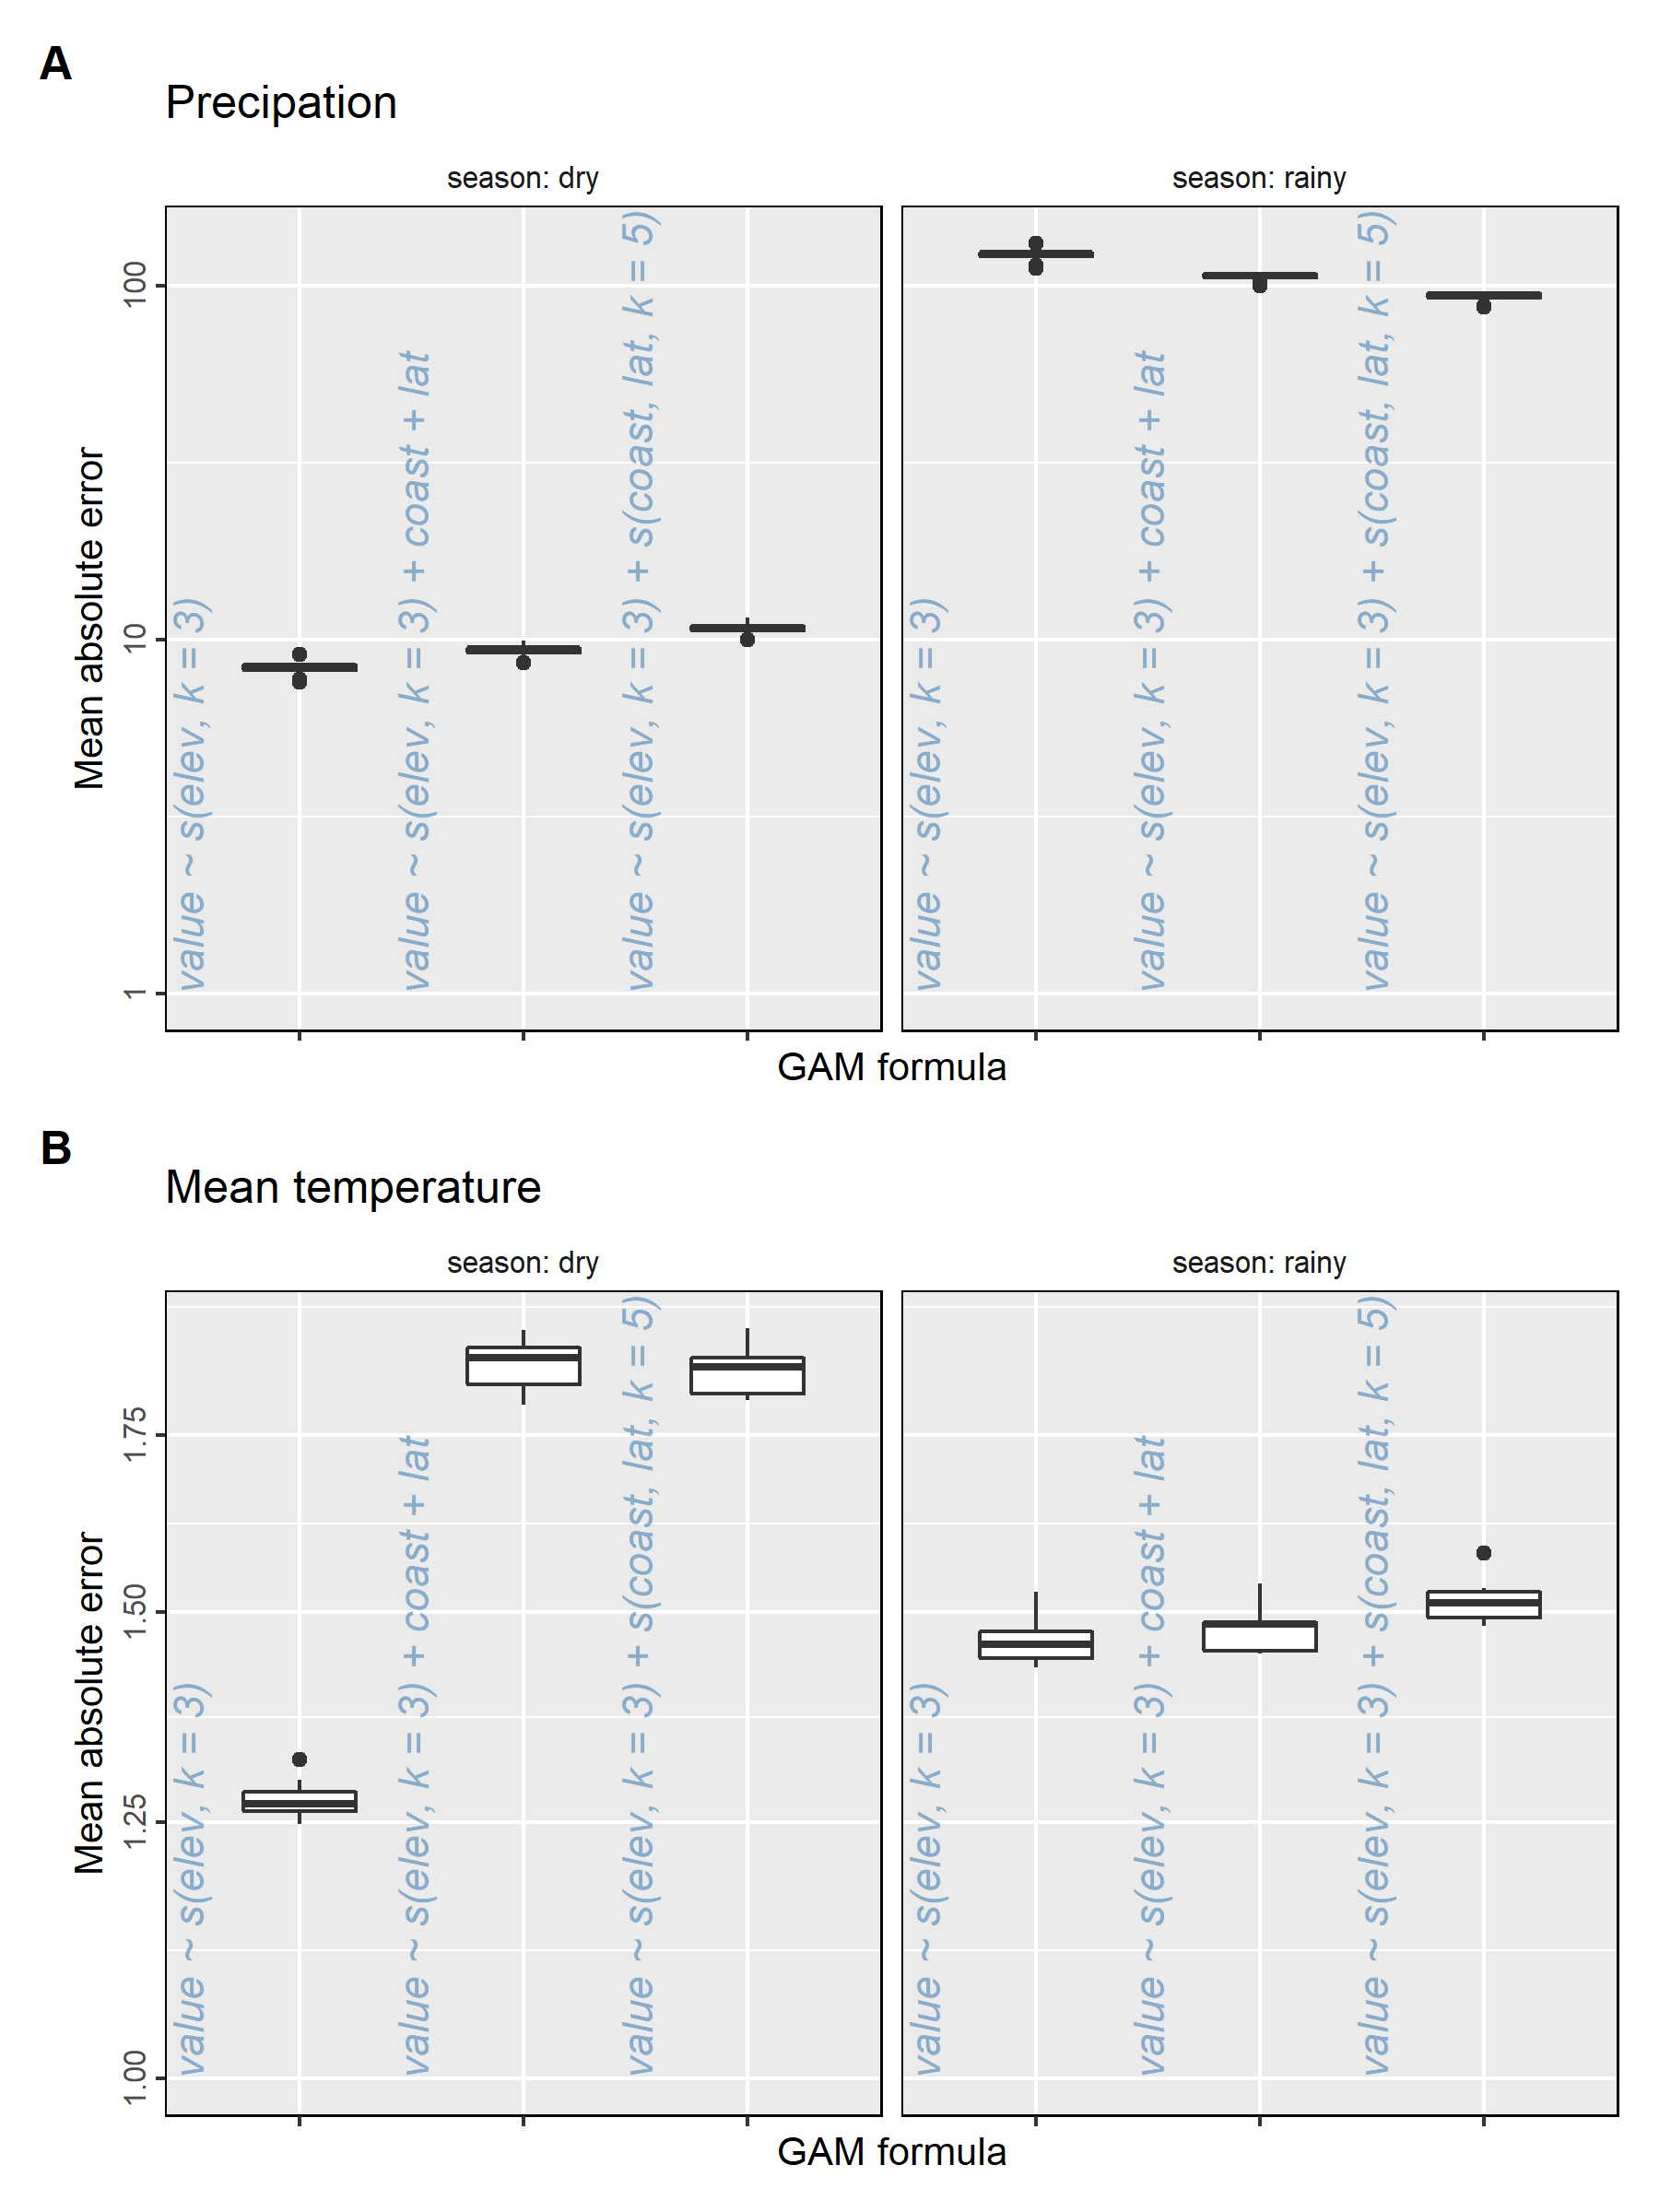 A
Precipation
season: dry
season: rainy
Mean absolute error
100
10
1
value ~ s(elev, k = 3)
value ~ s(elev, k = 3) + coast + lat
value ~ s(elev, k = 3) + s(coast, lat, k = 5)
value ~ s(elev, k = 3)
value ~ s(elev, k = 3) + coast + lat
value ~ s(elev, k = 3) + s(coast, lat, k = 5)
GAM formula
B
Mean temperature
season: dry
season: rainy
Mean absolute error
1.75
1.50
1.25
1.00
value ~ s(elev, k = 3)
value ~ s(elev, k = 3) + coast + lat
value ~ s(elev, k = 3) + s(coast, lat, k = 5)
value ~ s(elev, k = 3)
value ~ s(elev, k = 3) + coast + lat
value ~ s(elev, k = 3) + s(coast, lat, k = 5)
GAM formula